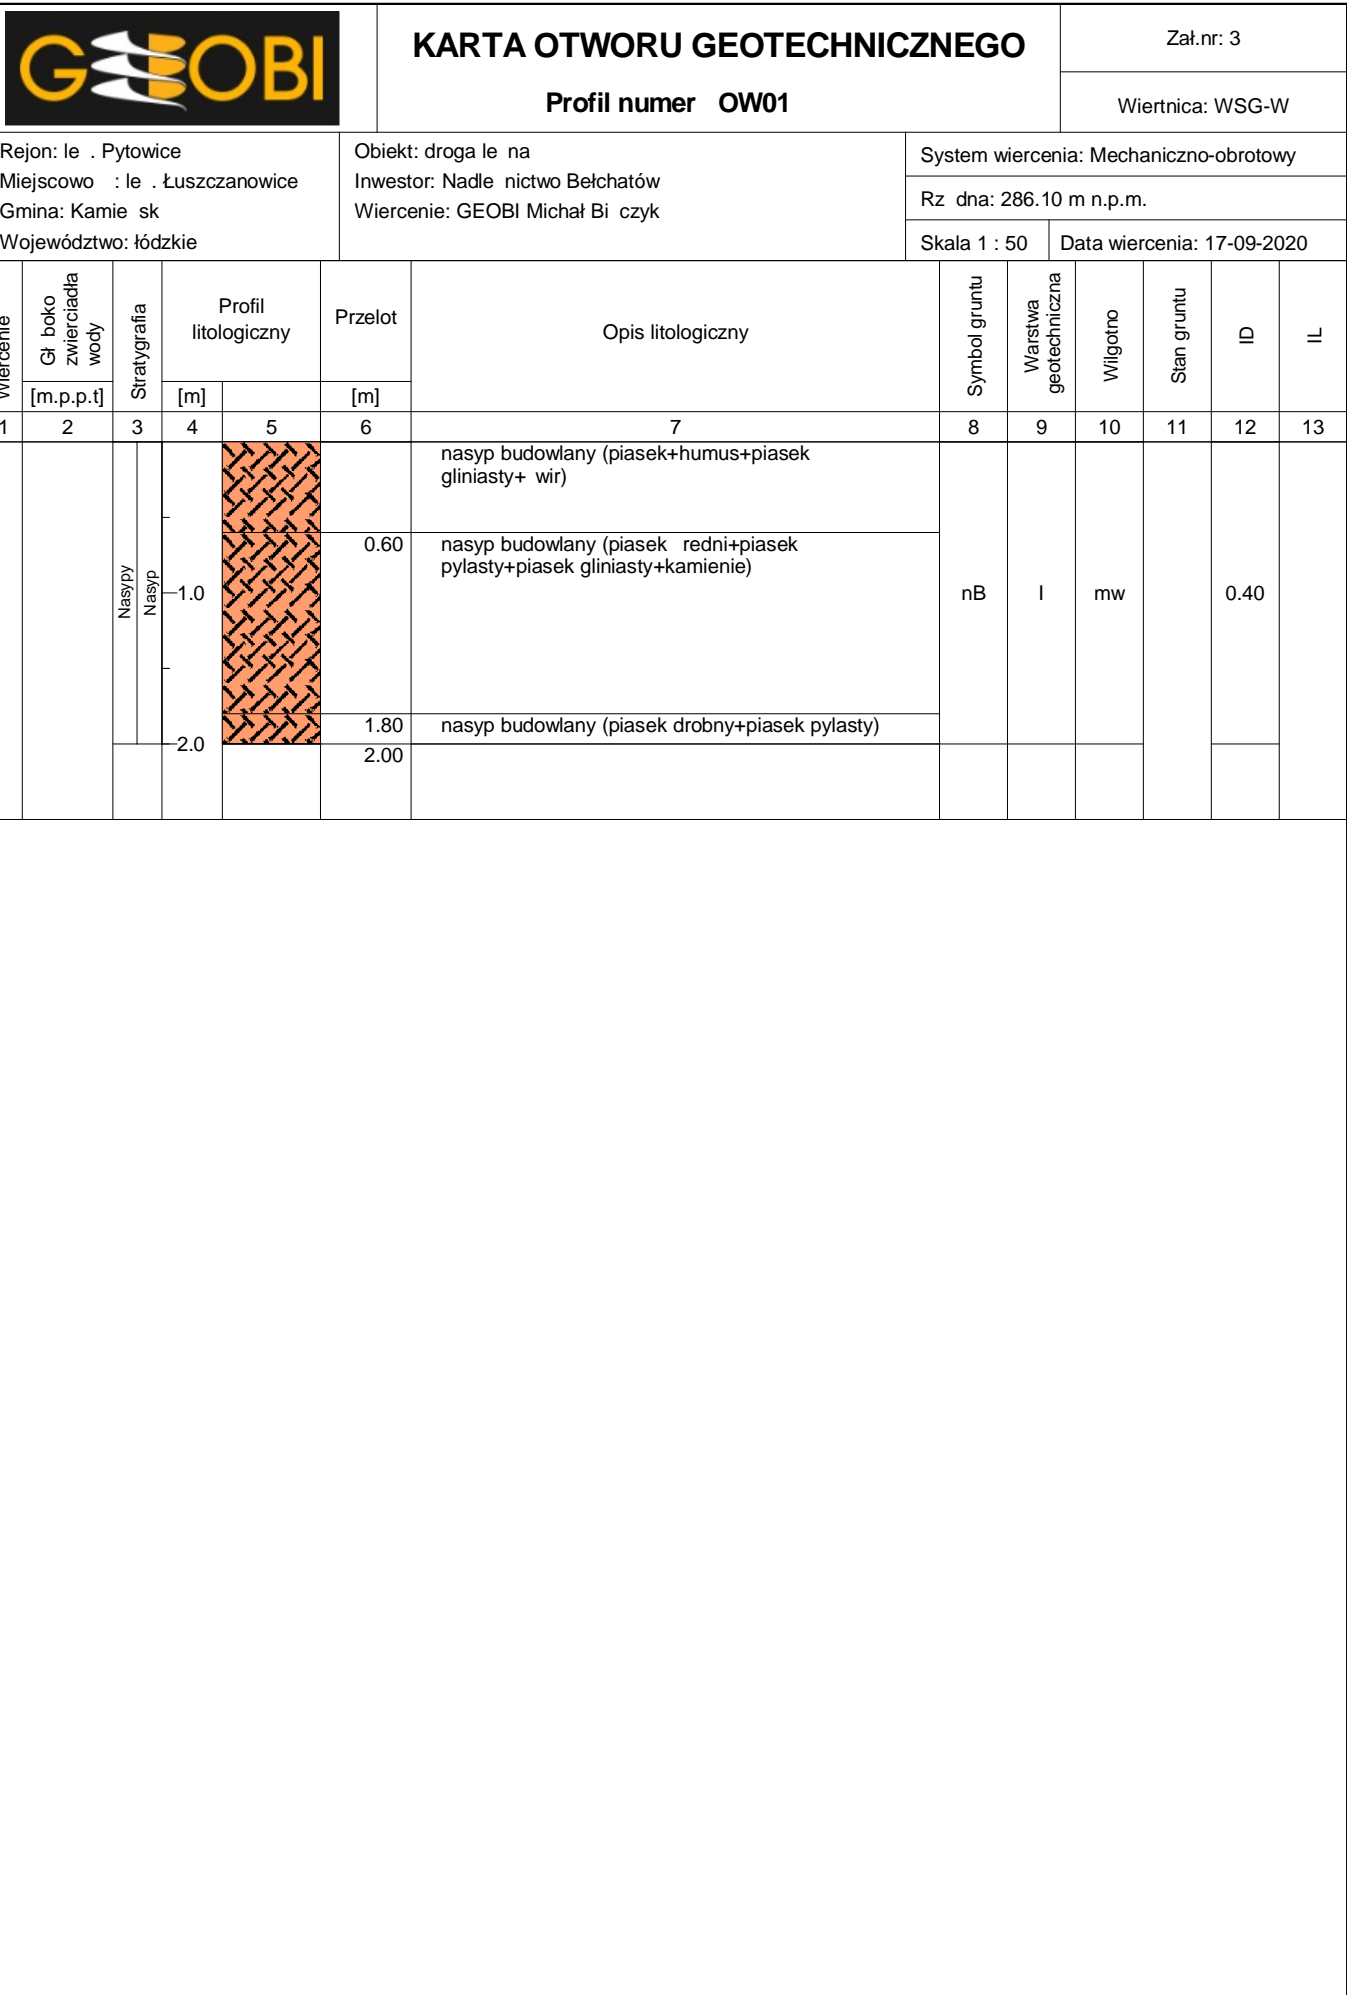 GEOBI
KARTA OTWORU GEOTECHNICZNEGO
Profil numer OW01
Zał.nr: 3
Wiertnica: WSG-W
Rejon: le . Pytowice
Miejscowo : le . Łuszczanowice
Gmina: Kamie sk
Województwo: łódzkie
Obiekt: droga le na
Inwestor: Nadle nictwo Bełchatów
Wiercenie: GEOBI Michał Bi czyk
System wiercenia: Mechaniczno-obrotowy
Rz dna: 286.10 m n.p.m.
Skala 1 : 50
Data wiercenia: 17-09-2020
Wiercenie
Gł boko
zwierciadła
wody
[m.p.p.t]
Stratygrafia
Profil
litologiczny
[m]
Przelot
[m]
Opis litologiczny
Symbol gruntu
Warstwa
geotechniczna
Wilgotno
Stan gruntu
ID
IL
1 2 3 4 5 6 7 8 9 10 11 12 13
nasyp budowlany (piasek+humus+piasek
gliniasty+ wir)
0.60
nasyp budowlany (piasek redni+piasek
pylasty+piasek gliniasty+kamienie)
Nasypy
Nasyp
1.0
nB I mw 0.40
1.80
nasyp budowlany (piasek drobny+piasek pylasty)
2.0
2.00